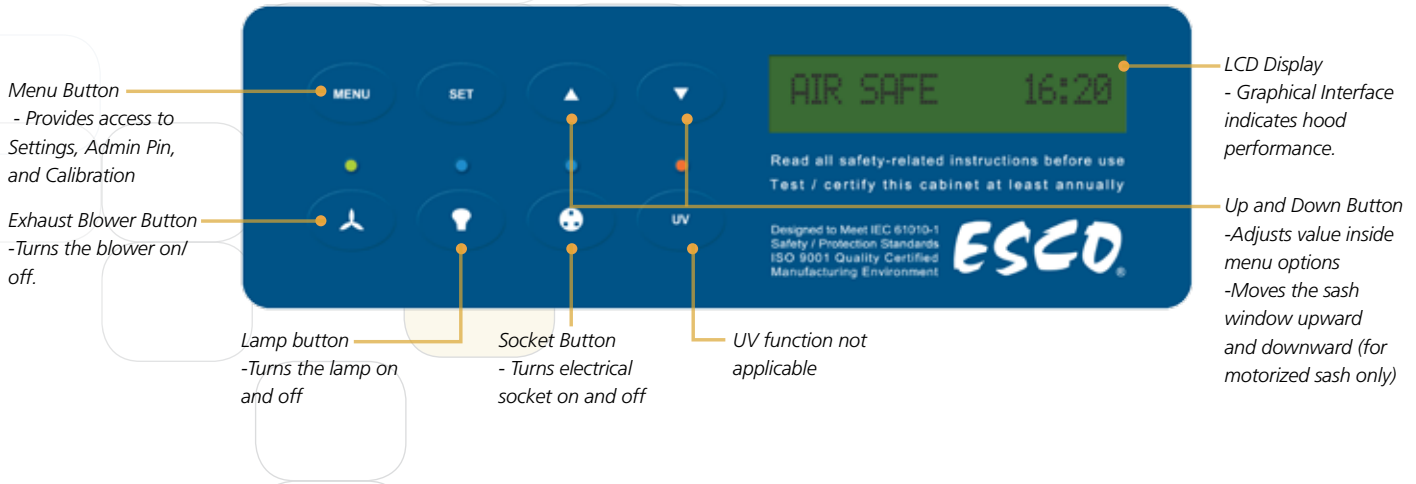 Menu Button
- Provides access to
Settings, Admin Pin,
and Calibration
Exhaust Blower Button
-Turns the blower on/
off.
MENU
SET
UV
AIR SAFE 16:20
Read all safety-related instructions before use
Test / certify this cabinet at least annually
Designed to Meet IEC 61010-1
Safety / Protection Standards
ISO 9001 Quality Certified
Manufacturing Environment
ESCO®
LCD Display
- Graphical Interface
indicates hood
performance.
Up and Down Button
-Adjusts value inside
menu options
-Moves the sash
window upward
and downward (for
motorized sash only)
Lamp button
-Turns the lamp on
and off
Socket Button
- Turns electrical
socket on and off
UV function not
applicable